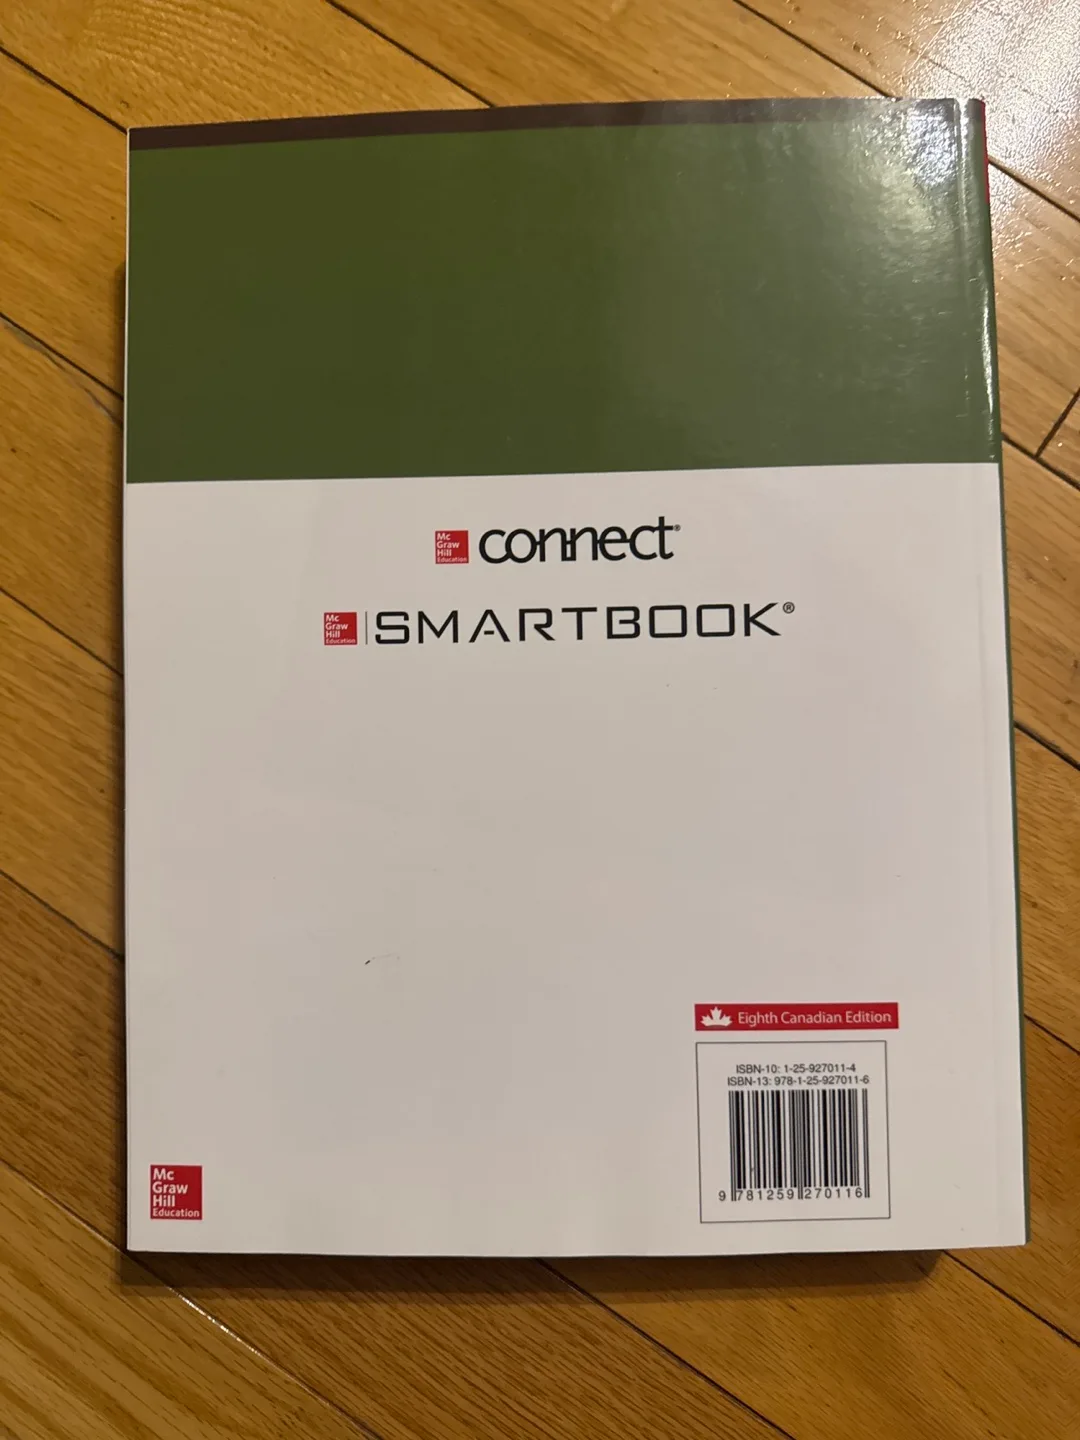 Mc
Graw
Hill
Education
connect®
Mc
Graw
Hill
Education
SMARTBOOK®
Eighth Canadian Edition
ISBN-10: 1-25-927011-4
ISBN-13: 978-1-25-927011-6
9 781259 270116
Mc
Graw
Hill
Education